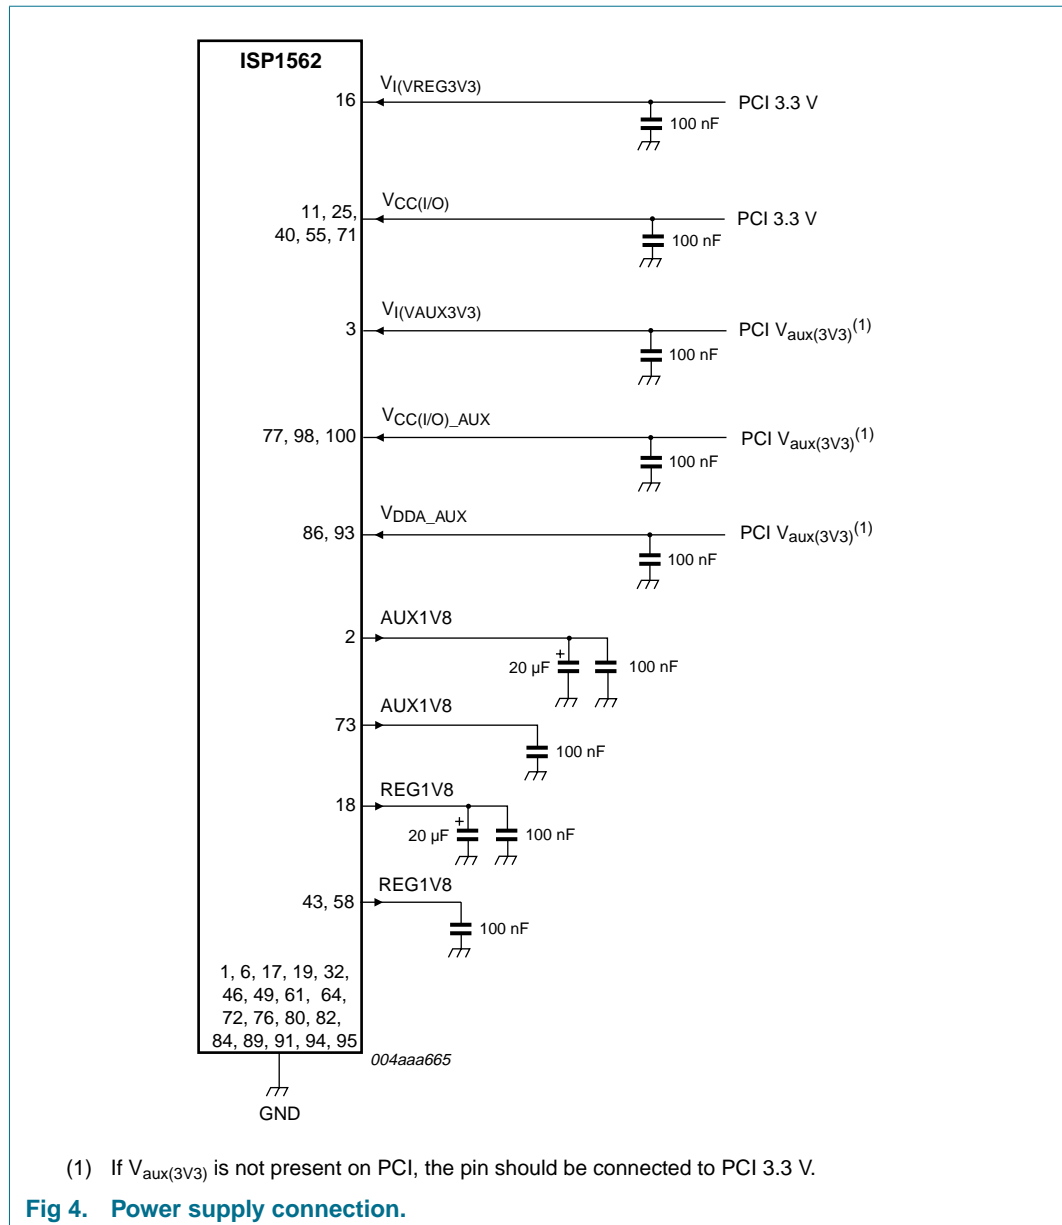 ISP1562
16
VI(VREG3V3)
PCI 3.3 V
100 nF
11, 25,
40, 55, 71
VCC(I/O)
PCI 3.3 V
100 nF
3
VI(VAUX3V3)
PCI Vaux(3V3)(1)
100 nF
77, 98, 100
VCC(I/O)_AUX
PCI Vaux(3V3)(1)
100 nF
86, 93
VDDA_AUX
PCI Vaux(3V3)(1)
100 nF
2
AUX1V8
+
20 µF
100 nF
73
AUX1V8
100 nF
18
REG1V8
+
20 µF
100 nF
43, 58
REG1V8
100 nF
1, 6, 17, 19, 32,
46, 49, 61, 64,
72, 76, 80, 82,
84, 89, 91, 94, 95
004aaa665
GND
(1) If Vaux(3V3) is not present on PCI, the pin should be connected to PCI 3.3 V.
Fig 4. Power supply connection.